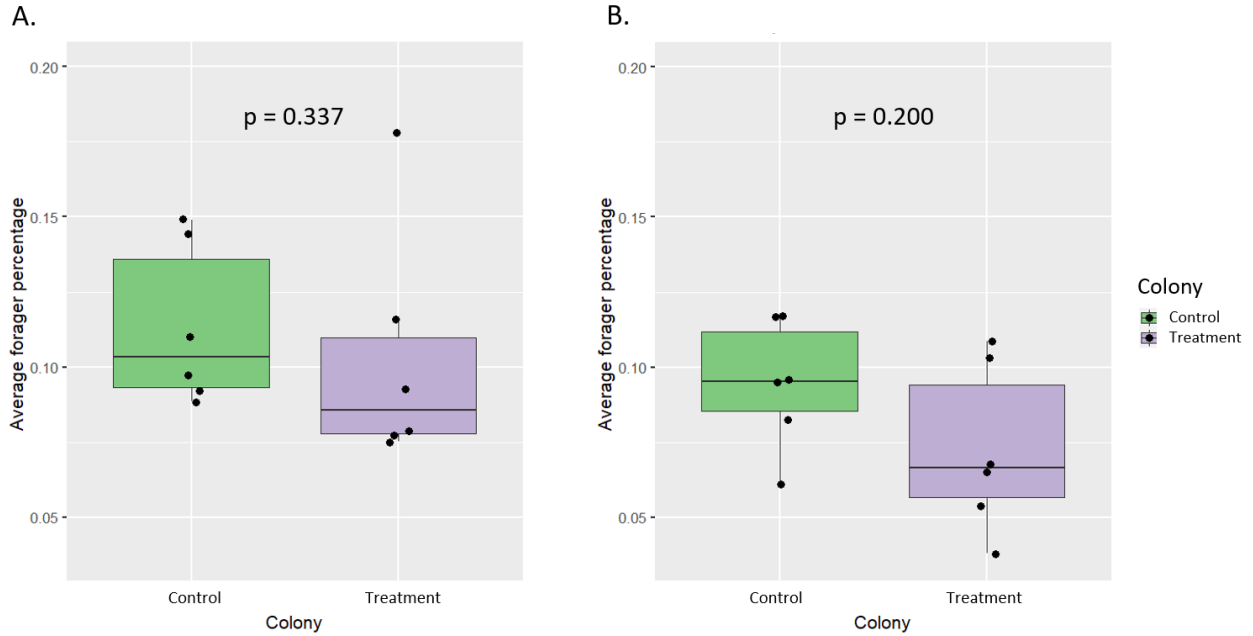 A.
B.
Average forager percentage
0.20
0.15
0.10
0.05
p = 0.337
Control
Treatment
Colony
Average forager percentage
0.20
0.15
0.10
0.05
p = 0.200
Control
Treatment
Colony
Colony
Control
Treatment